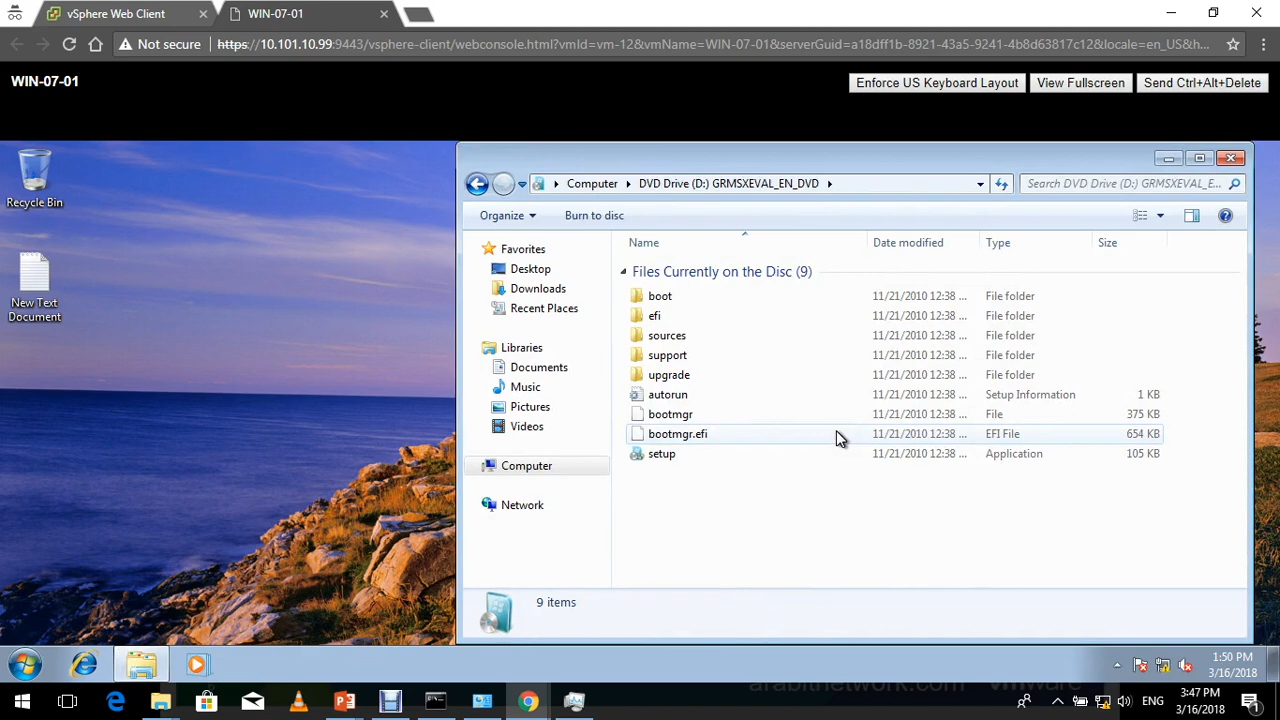 vSphere Web Client
WIN-07-01
Not secure https://10.101.10.99:9443/vsphere-client/webconsole.html?vmId=vm-12&vmName=WIN-07-01&serverGuid=a18dff1b-8921-43a5-9241-4b8d63817c12&locale=en_US&h...
WIN-07-01
Enforce US Keyboard Layout
View Fullscreen
Send Ctrl+Alt+Delete
Recycle Bin
New Text
Document
Computer
DVD Drive (D:) GRMSXEVAL_EN_DVD
Search DVD Drive (D:) GRMSXEVAL_E...
Organize
Burn to disc
Favorites
Desktop
Downloads
Recent Places
Libraries
Documents
Music
Pictures
Videos
Computer
Network
Name Date modified Type Size
Files Currently on the Disc (9)
boot 11/21/2010 12:38 ... File folder
efi 11/21/2010 12:38 ... File folder
sources 11/21/2010 12:38 ... File folder
support 11/21/2010 12:38 ... File folder
upgrade 11/21/2010 12:38 ... File folder
autorun 11/21/2010 12:38 ... Setup Information 1 KB
bootmgr 11/21/2010 12:38 ... File 375 KB
bootmgr.efi 11/21/2010 12:38 ... EFI File 654 KB
setup 11/21/2010 12:38 ... Application 105 KB
9 items
1:50 PM
3/16/2018
arabitnetwork.com
vmware
ENG
3:47 PM
3/16/2018
1